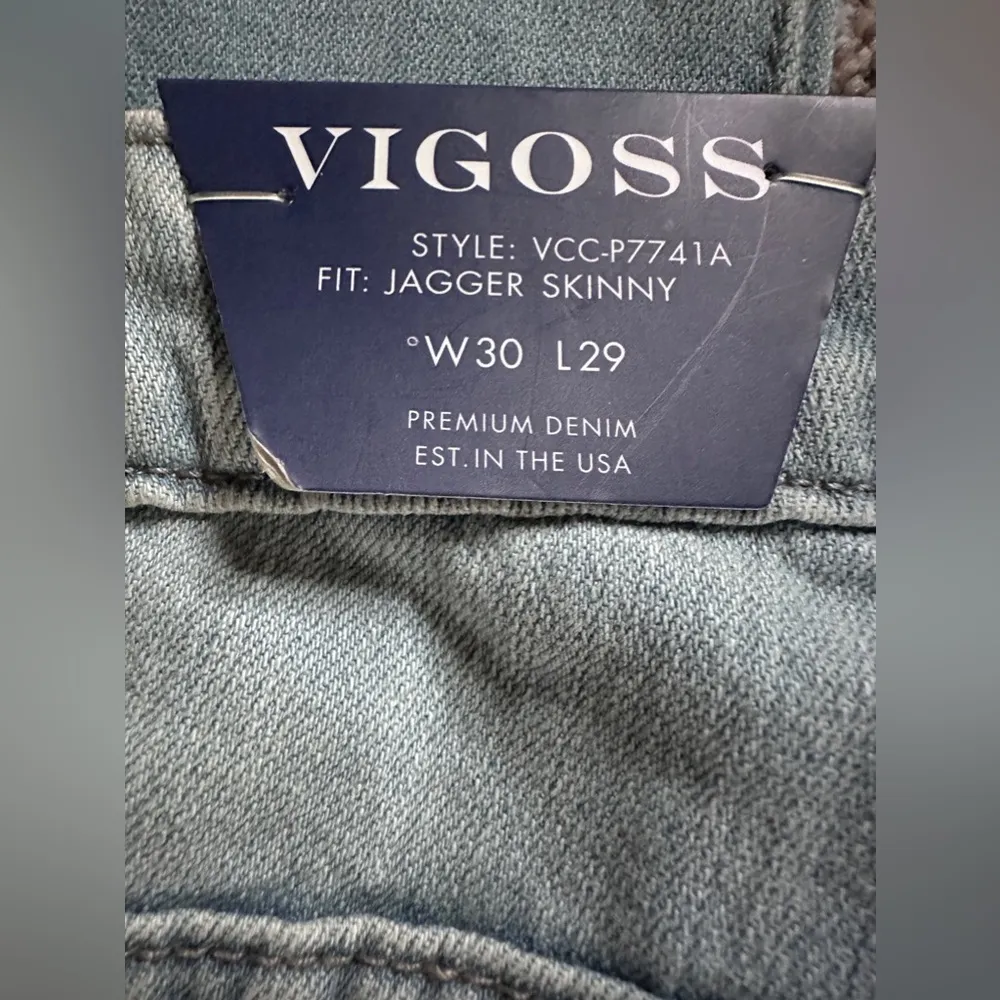 VIGOSS
STYLE: VCC-P7741A
FIT: JAGGER SKINNY
°W30 L29
PREMIUM DENIM
EST. IN THE USA